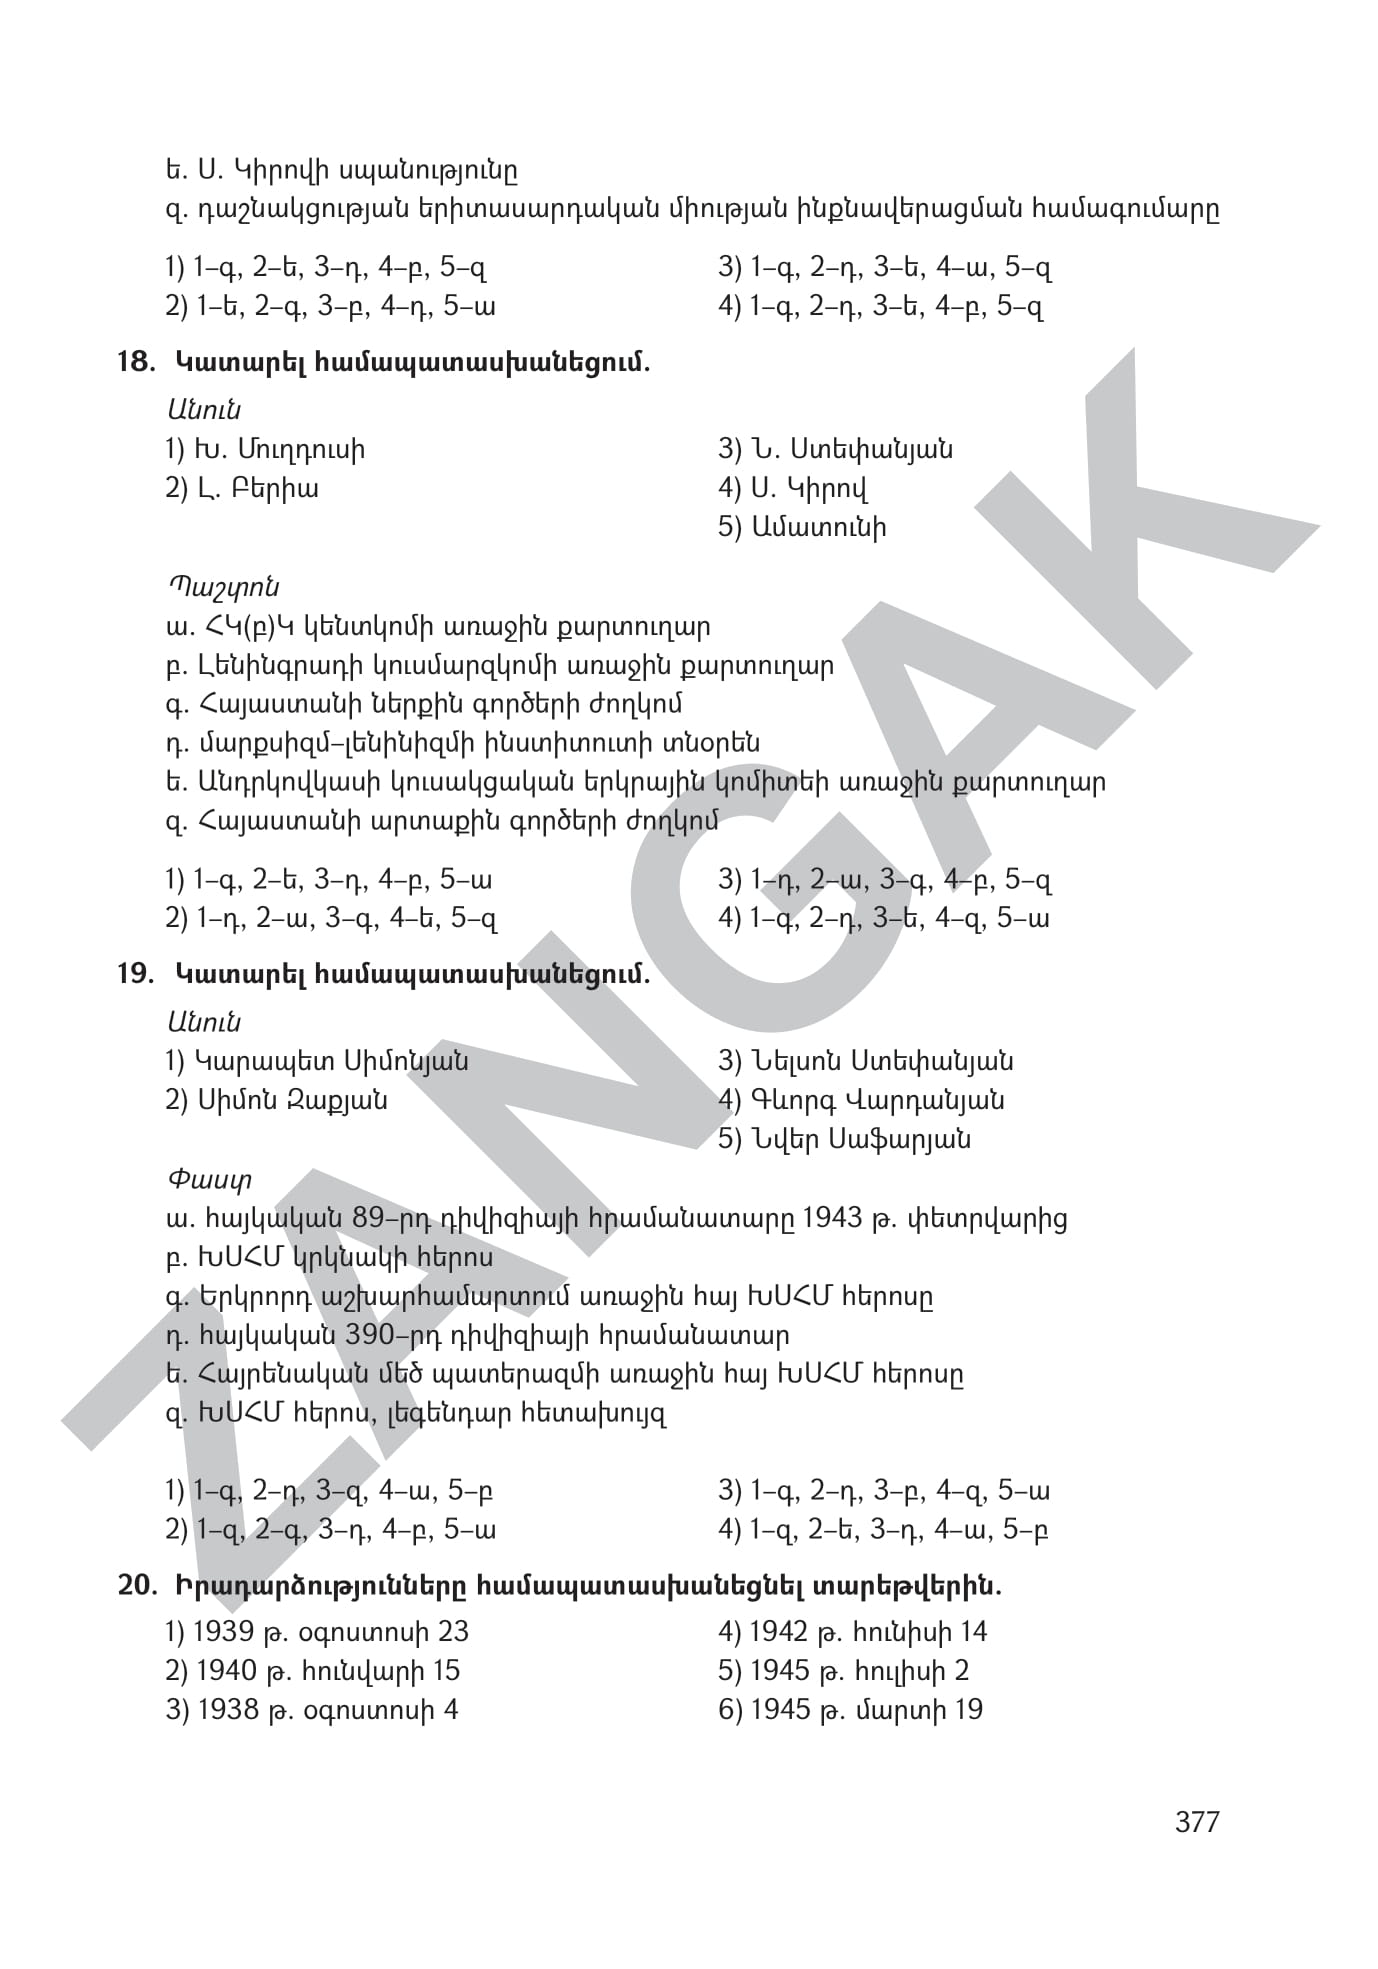 ե. Ս. Կիրովի սպանությունը
զ. դաշնակցության երիտասարդական միության ինքնավերացման համագումարը
1) 1–գ, 2–ե, 3–դ, 4–բ, 5–զ
3) 1–գ, 2–դ, 3–ե, 4–ա, 5–զ
2) 1–ե, 2–գ, 3–բ, 4–դ, 5–ա
4) 1–գ, 2–դ, 3–ե, 4–բ, 5–զ
18. Կատարել համապատասխանեցում.
Անուն
1) Խ. Մուղդուսի
3) Ն. Ստեփանյան
2) Լ. Բերիա
4) Ս. Կիրով
5) Ամատունի
Պաշտոն
ա. ՀԿ(բ)Կ կենտկոմի առաջին քարտուղար
բ. Լենինգրադի կուսմարզկոմի առաջին քարտուղար
գ. Հայաստանի ներքին գործերի ժողկոմ
դ. մարքսիզմ–լենինիզմի ինստիտուտի տնօրեն
ե. Անդրկովկասի կուսակցական երկրային կոմիտեի առաջին քարտուղար
զ. Հայաստանի արտաքին գործերի ժողկոմ
1) 1–գ, 2–ե, 3–դ, 4–բ, 5–ա
3) 1–դ, 2–ա, 3–գ, 4–բ, 5–զ
2) 1–դ, 2–ա, 3–գ, 4–ե, 5–զ
4) 1–գ, 2–դ, 3–ե, 4–զ, 5–ա
19. Կատարել համապատասխանեցում.
Անուն
1) Կարապետ Սիմոնյան
3) Նելսոն Ստեփանյան
2) Սիմոն Զաքյան
4) Գևորգ Վարդանյան
5) Նվեր Սաֆարյան
Փաստ
ա. հայկական 89–րդ դիվիզիայի հրամանատարը 1943 թ. փետրվարից
բ. ԽՍՀՄ կրկնակի հերոս
գ. Երկրորդ աշխարհամարտում առաջին հայ ԽՍՀՄ հերոսը
դ. հայկական 390–րդ դիվիզիայի հրամանատար
ե. Հայրենական մեծ պատերազմի առաջին հայ ԽՍՀՄ հերոսը
զ. ԽՍՀՄ հերոս, լեգենդար հետախույզ
1) 1–գ, 2–դ, 3–զ, 4–ա, 5–բ
3) 1–գ, 2–դ, 3–բ, 4–զ, 5–ա
2) 1–զ, 2–գ, 3–դ, 4–բ, 5–ա
4) 1–զ, 2–ե, 3–դ, 4–ա, 5–բ
20. Իրադարձությունները համապատասխանեցնել տարեթվերին.
1) 1939 թ. օգոստոսի 23
4) 1942 թ. հունիսի 14
2) 1940 թ. հունվարի 15
5) 1945 թ. հուլիսի 2
3) 1938 թ. օգոստոսի 4
6) 1945 թ. մարտի 19
377
ZANGAK